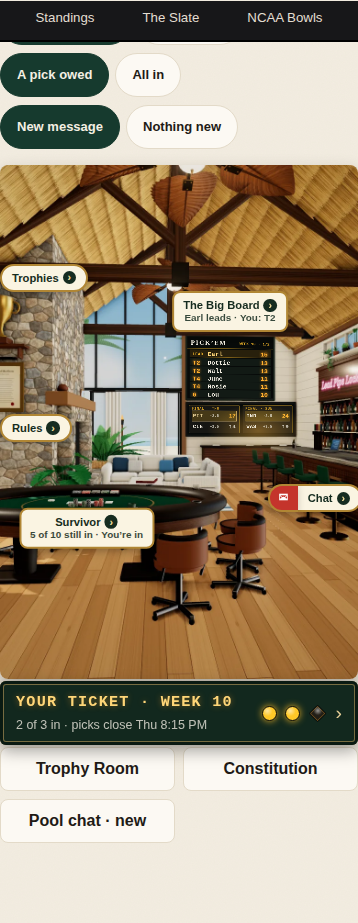 Standings The Slate NCAA Bowls
A pick owed All in
New message Nothing new
Trophies
The Big Board
Earl leads · You: T2
PICK'EM
Earl
T2 Dottie
T2 Walt
T4 June
Rosie
Lou
Rules
Chat
Survivor
5 of 10 still in · You're in
YOUR TICKET · WEEK 10
2 of 3 in · picks close Thu 8:15 PM
Trophy Room Constitution
Pool chat · new